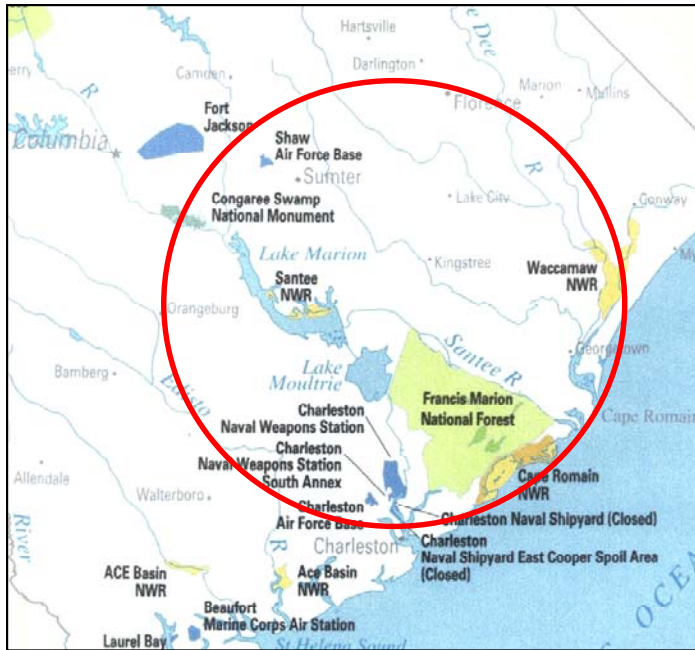 Hartsville
Dee
Darlington
Camden
R
Florence
Marion
Mullins
Fort
Jackson
Columbia
Shaw
Air Force Base
Sumter
R
Congaree Swamp
National Monument
Lake City
Conway
Lake Marion
Kingstree
Waccamaw
NWR
Santee
NWR
Orangeburg
Santee R
Georgetown
Lake
Moultrie
Bamberg
Edisto
Francis Marion
National Forest
Cape Romain
Charleston
Naval Weapons Station
Charleston
Naval Weapons Station
South Annex
Allendale
Walterboro
Cape Romain
NWR
Charleston
Air Force Base
Charleston Naval Shipyard (Closed)
River
R
Charleston
Charleston
Naval Shipyard East Cooper Spoil Area
(Closed)
ACE Basin
NWR
Ace Basin
NWR
OCE
Beaufort
Marine Corps Air Station
Laurel Bay
St Helena Sound